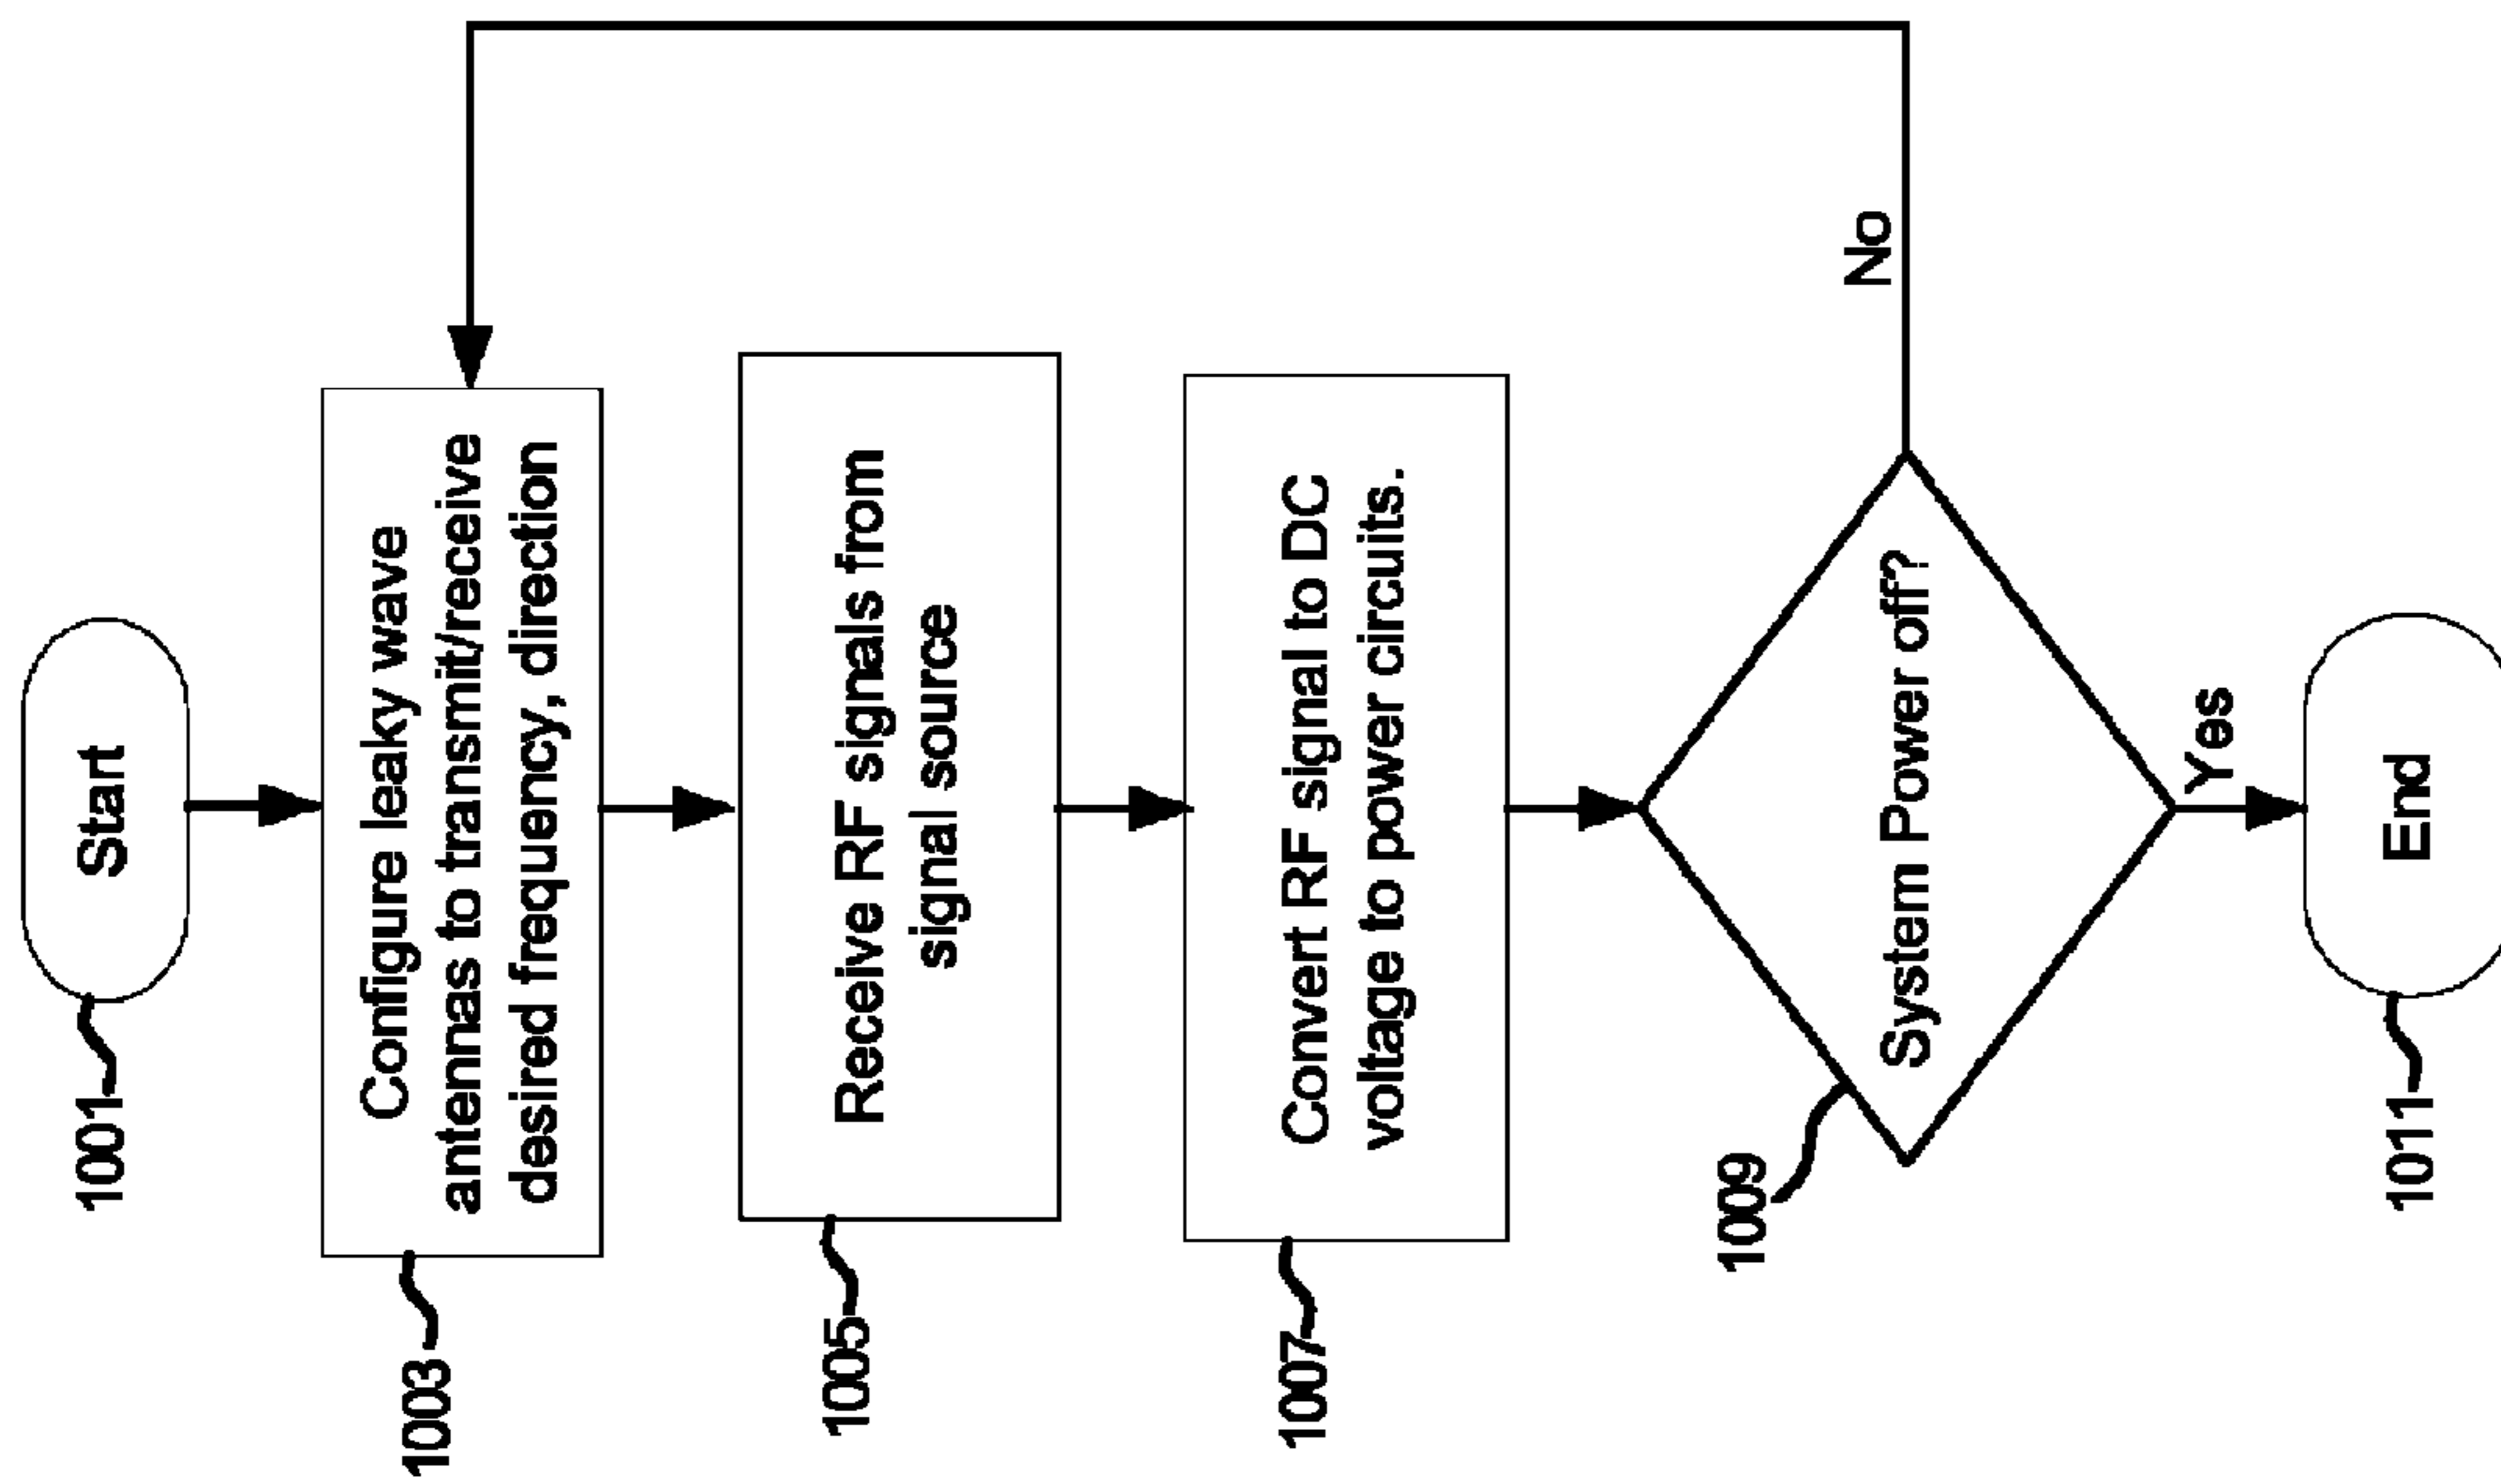 1001
Start
1003
Configure leaky wave
antennas to transmit/receive
desired frequency, direction
1005
Receive RF signals from
signal source
1007
Convert RF signal to DC
voltage to power circuits.
1009
System Power off?
No
Yes
1011
End